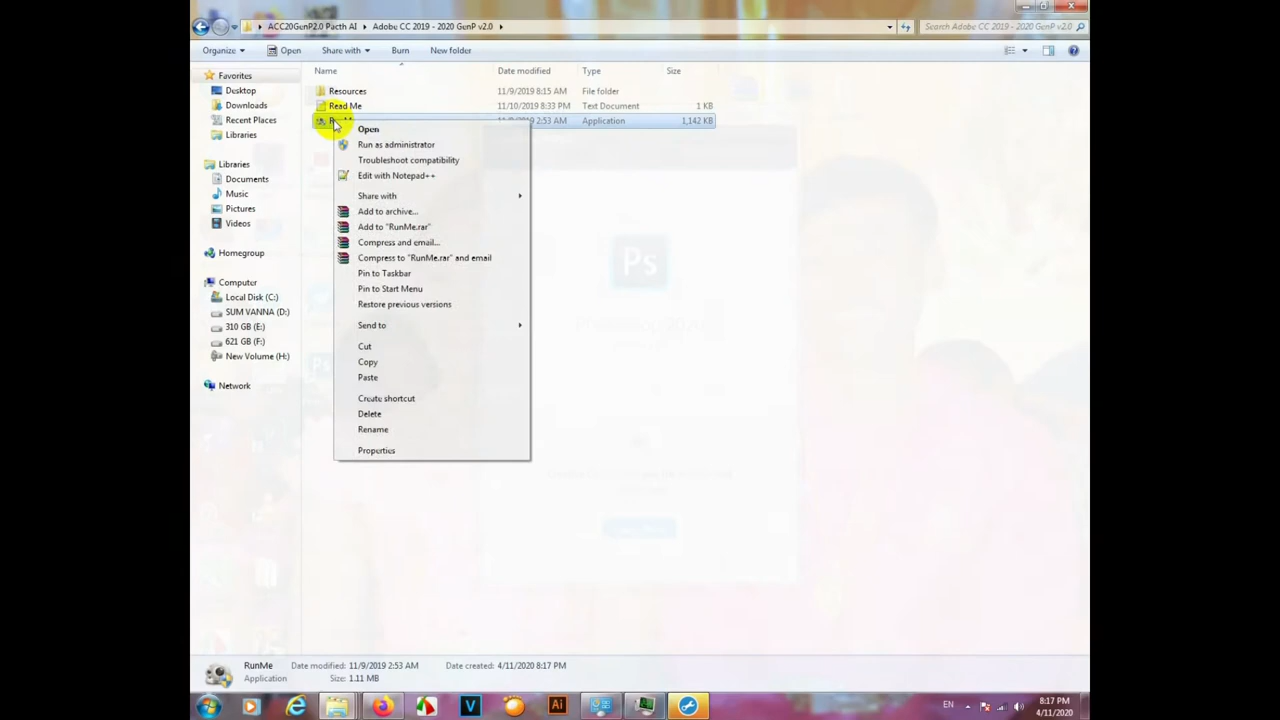 ACC20GenP2.0 Pacth AI
Adobe CC 2019 - 2020 GenP v2.0
Search Adobe CC 2019 - 2020 GenP v2.0
Organize
Open
Share with
Burn
New folder
Name
Date modified
Type
Size
Favorites
Desktop
Downloads
Recent Places
Libraries
Libraries
Documents
Music
Pictures
Videos
Homegroup
Computer
Local Disk (C:)
SUM VANNA (D:)
310 GB (E:)
621 GB (F:)
New Volume (H:)
Network
Resources 11/9/2019 8:15 AM File folder
Read Me 11/10/2019 8:33 PM Text Document 1 KB
2:53 AM Application 1,142 KB
Open
Run as administrator
Troubleshoot compatibility
Edit with Notepad++
Share with
Add to archive...
Add to "RunMe.rar"
Compress and email...
Compress to "RunMe.rar" and email
Pin to Taskbar
Pin to Start Menu
Restore previous versions
Send to
Cut
Copy
Paste
Create shortcut
Delete
Rename
Properties
Ps
RunMe Date modified: 11/9/2019 2:53 AM Date created: 4/11/2020 8:17 PM
Application Size: 1.11 MB
V
Ai
EN
8:17 PM
4/11/2020